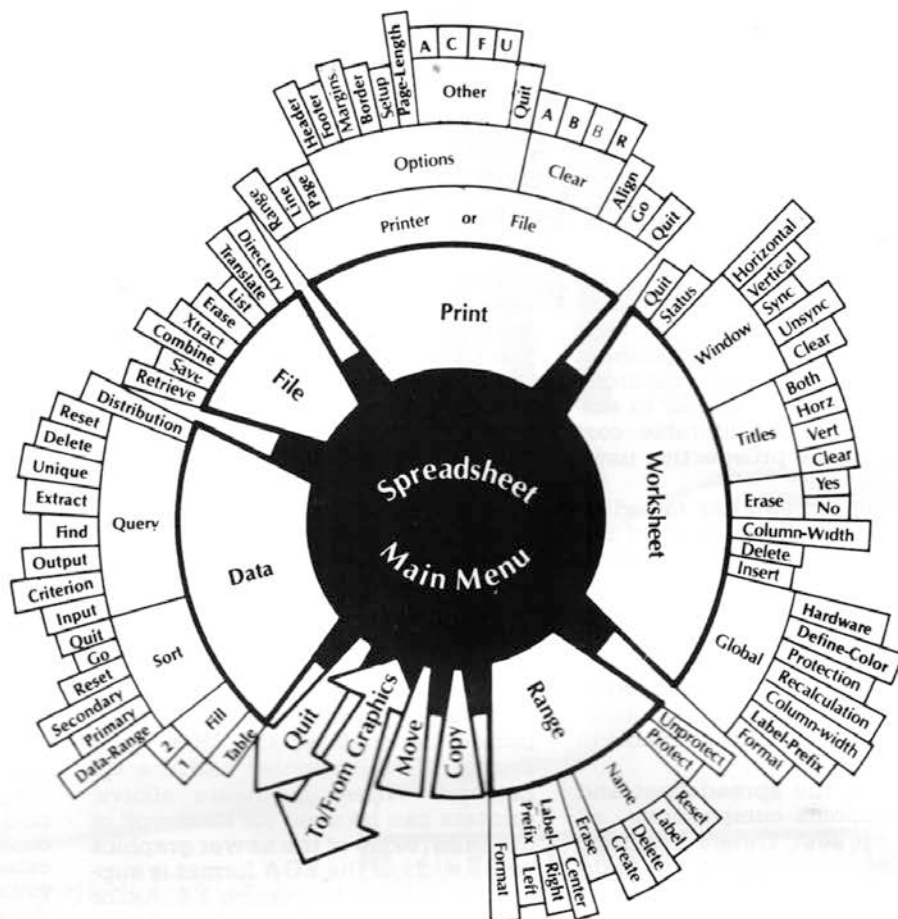 Spreadsheet
Main Menu
Print
Printer or File
Range
Line
Page
Options
Header
Footer
Margins
Border
Setup
Page-Length
Other
A
C
F
U
Quit
Clear
A
B
B
R
Align
Go
Quit
Worksheet
Quit
Status
Window
Horizontal
Vertical
Sync
Unsync
Clear
Titles
Both
Horz
Vert
Clear
Erase
Yes
No
Column-Width
Delete
Insert
Global
Hardware
Define-Color
Protection
Recalculation
Column-width
Label-Prefix
Format
Range
Unprotect
Protect
Name
Reset
Label
Delete
Create
Erase
Label-
Prefix
Center
Right
Left
Format
Copy
Move
To/From Graphics
Quit
Data
Table
1
2
Fill
Sort
Data-Range
Primary
Secondary
Reset
Go
Quit
Query
Input
Criterion
Output
Find
Extract
Unique
Delete
Reset
Distribution
File
Retrieve
Save
Combine
Xtract
Erase
List
Translate
Directory